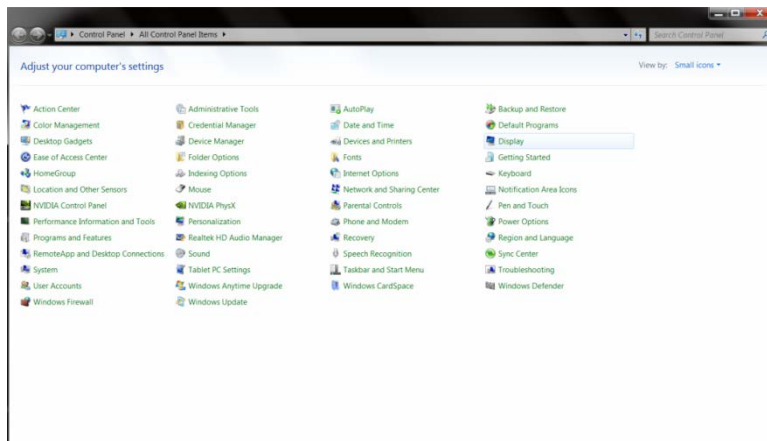 Control Panel ▸ All Control Panel Items ▸
Search Control Panel
Adjust your computer's settings
View by: Small icons
Action Center
Administrative Tools
AutoPlay
Backup and Restore
Color Management
Credential Manager
Date and Time
Default Programs
Desktop Gadgets
Device Manager
Devices and Printers
Display
Ease of Access Center
Folder Options
Fonts
Getting Started
HomeGroup
Indexing Options
Internet Options
Keyboard
Location and Other Sensors
Mouse
Network and Sharing Center
Notification Area Icons
NVIDIA Control Panel
NVIDIA PhysX
Parental Controls
Pen and Touch
Performance Information and Tools
Personalization
Phone and Modem
Power Options
Programs and Features
Realtek HD Audio Manager
Recovery
Region and Language
RemoteApp and Desktop Connections
Sound
Speech Recognition
Sync Center
System
Tablet PC Settings
Taskbar and Start Menu
Troubleshooting
User Accounts
Windows Anytime Upgrade
Windows CardSpace
Windows Defender
Windows Firewall
Windows Update